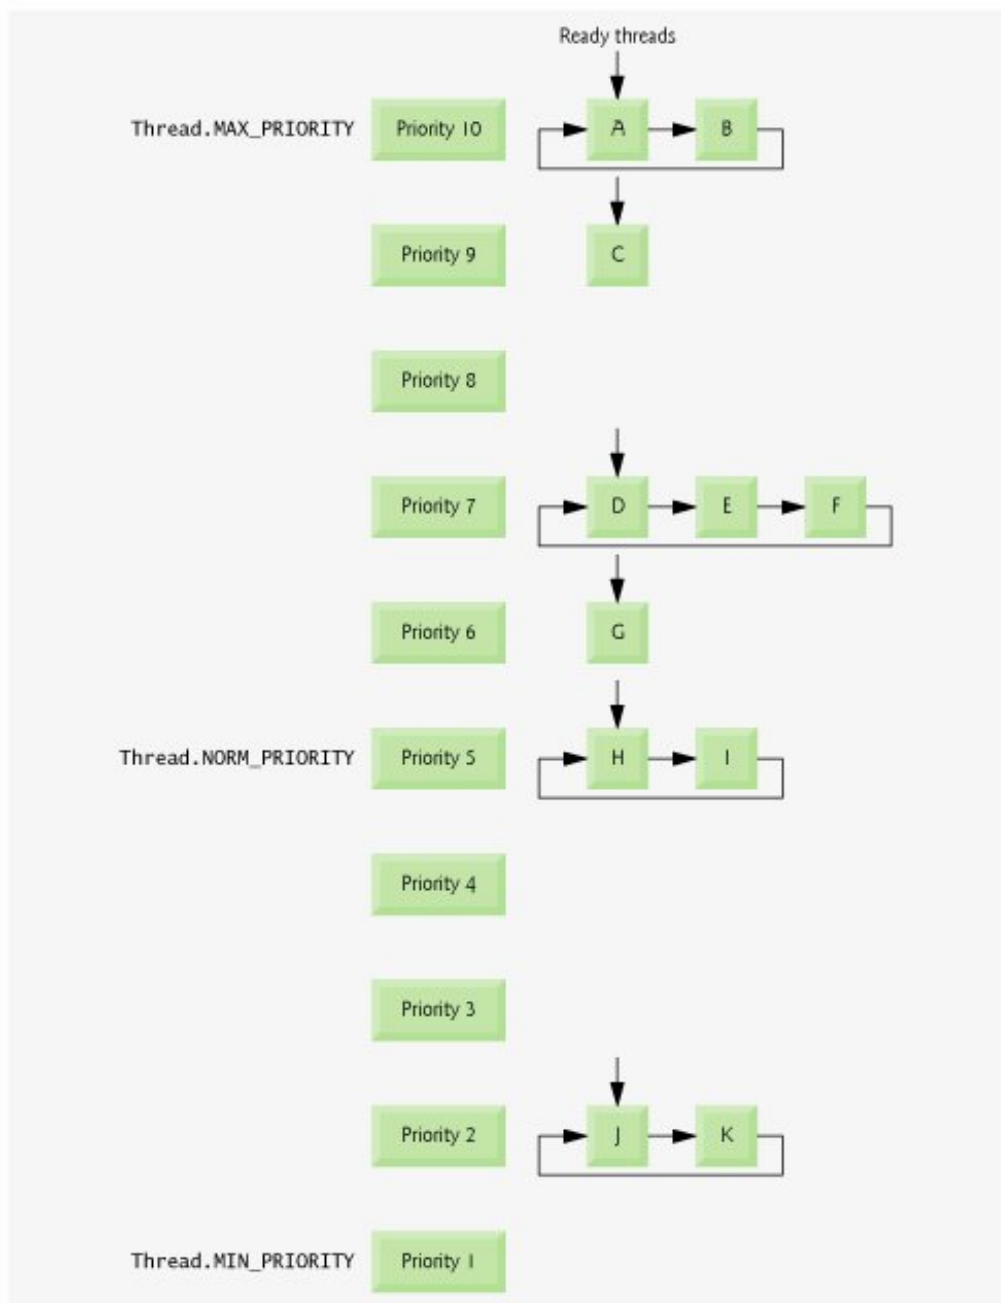 Ready threads
Thread.MAX_PRIORITY Priority 10 A B
Priority 9 C
Priority 8
Priority 7 D E F
Priority 6 G
Thread.NORM_PRIORITY Priority 5 H I
Priority 4
Priority 3
Priority 2 J K
Thread.MIN_PRIORITY Priority 1